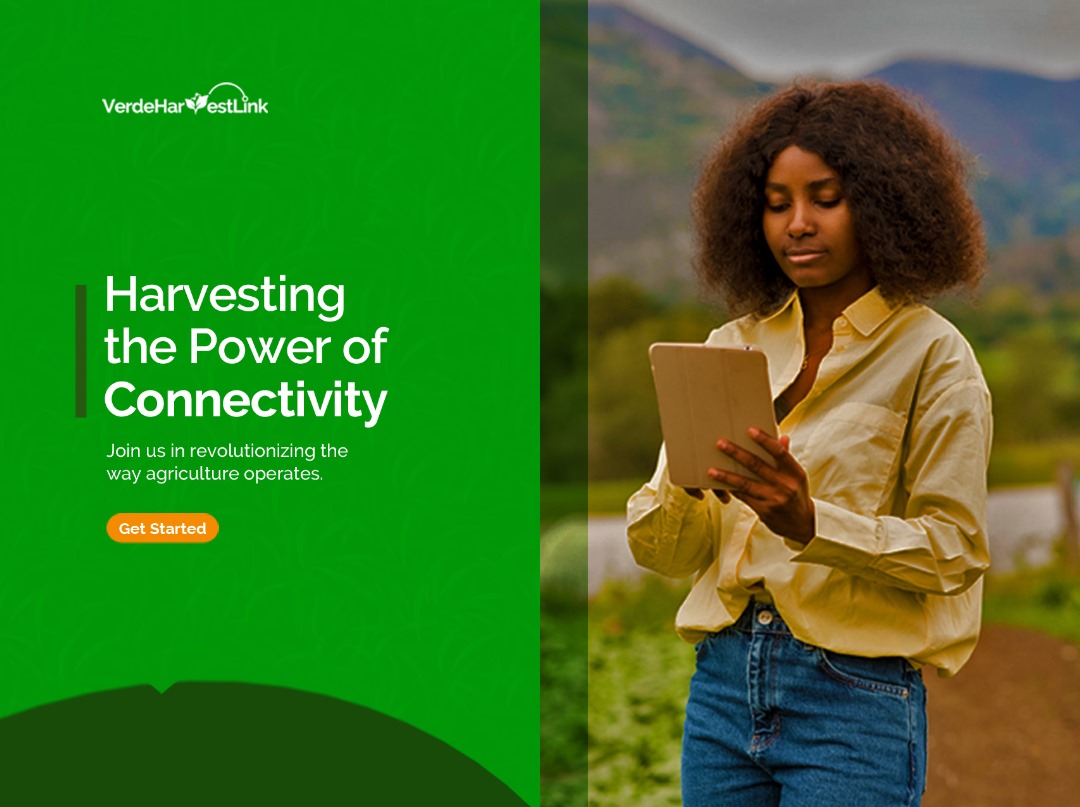 VerdeHarvestLink
Harvesting
the Power of
Connectivity
Join us in revolutionizing the
way agriculture operates.
Get Started